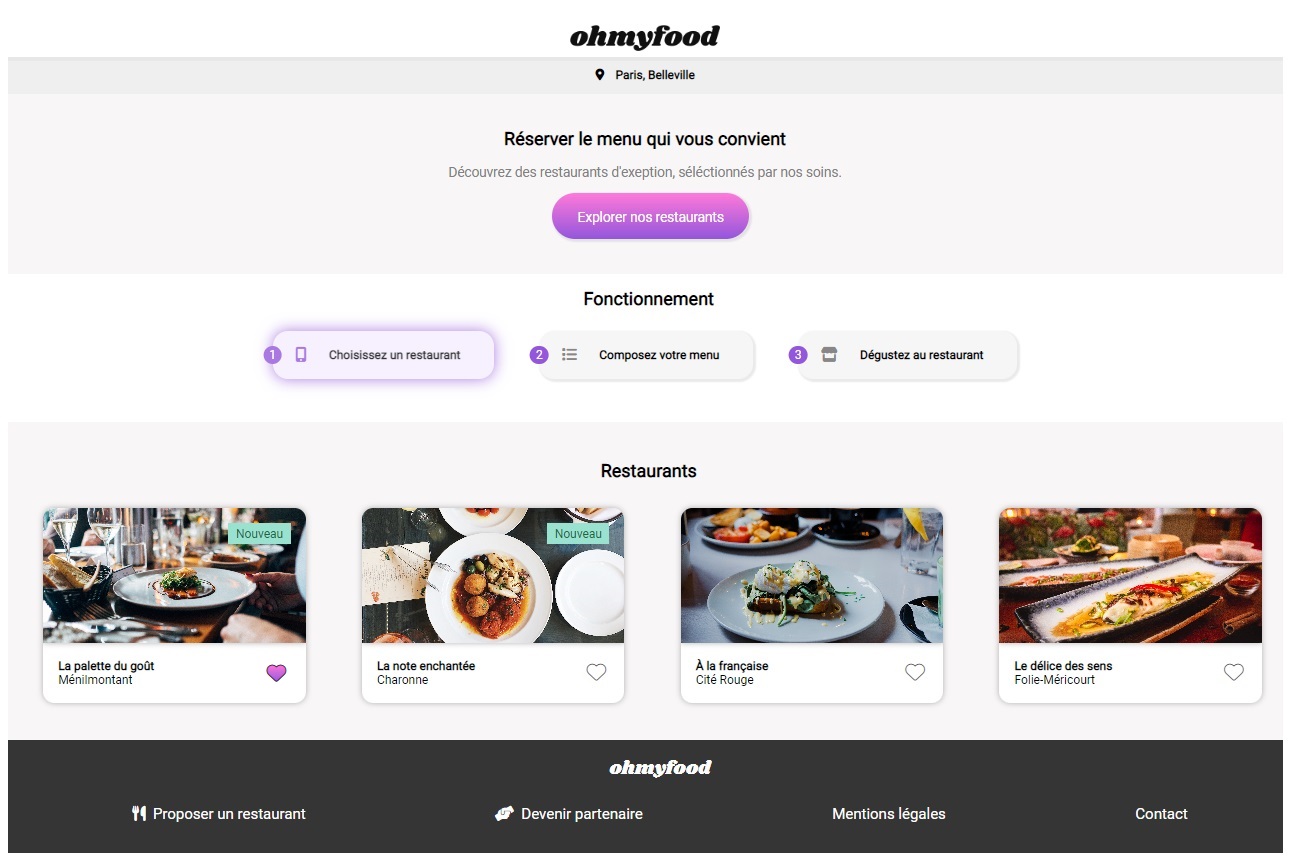 ohmyfood
Paris, Belleville
Réserver le menu qui vous convient
Découvrez des restaurants d'exeption, séléctionnés par nos soins.
Explorer nos restaurants
Fonctionnement
1 Choisissez un restaurant
2 Composez votre menu
3 Dégustez au restaurant
Restaurants
Nouveau
Nouveau
La palette du goût
Ménilmontant
La note enchantée
Charonne
À la française
Cité Rouge
Le délice des sens
Folie-Méricourt
ohmyfood
Proposer un restaurant
Devenir partenaire
Mentions légales
Contact